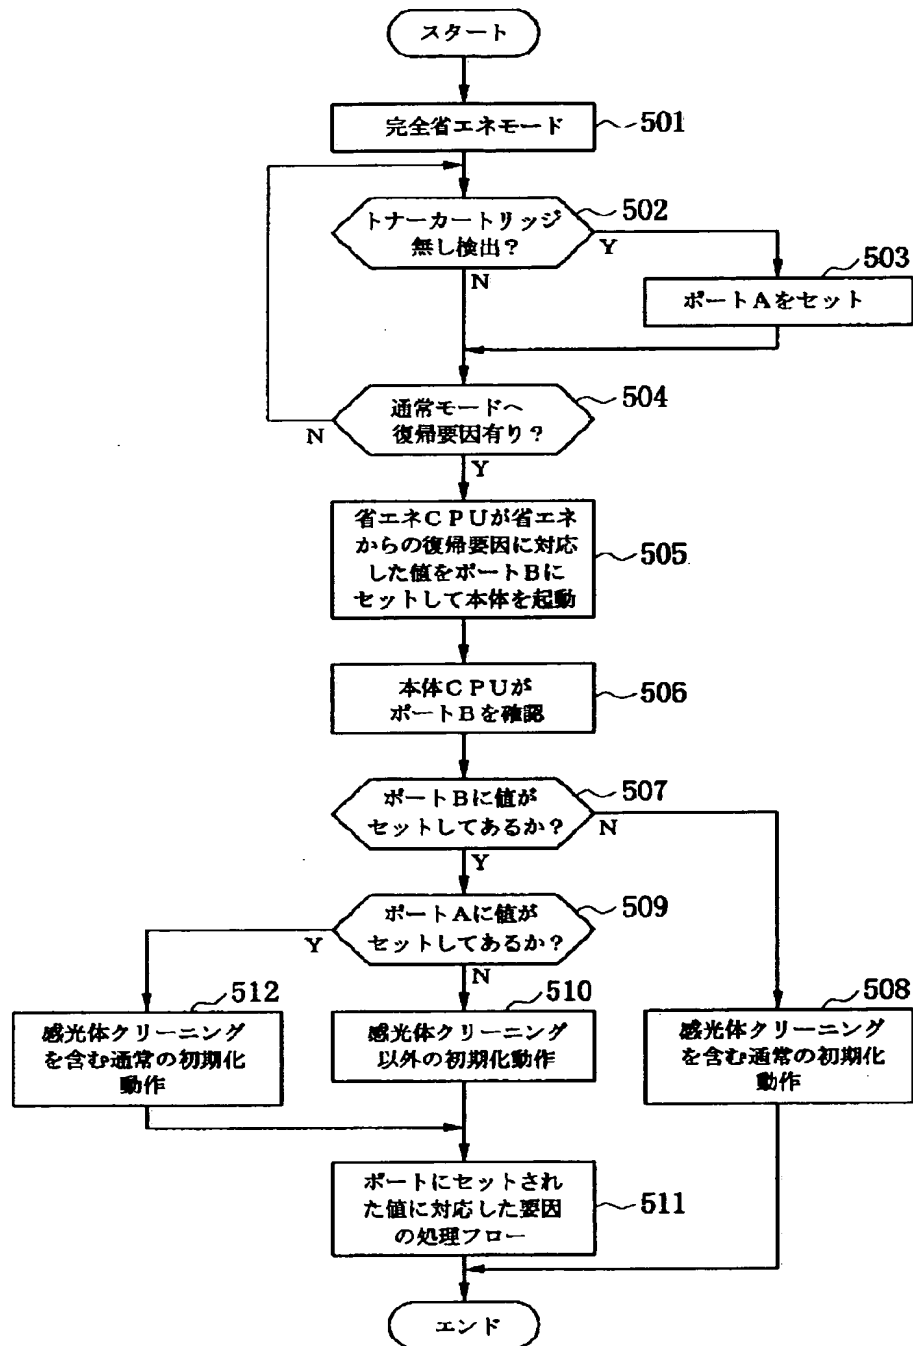 スタート
完全省エネモード
501
トナーカートリッジ
無し検出？
502
Y
N
503
ポートAをセット
通常モードへ
復帰要因有り？
504
N
Y
省エネCPUが省エネ
からの復帰要因に対応
した値をポートBに
セットして本体を起動
505
本体CPUが
ポートBを確認
506
ポートBに値が
セットしてあるか？
507
N
Y
ポートAに値が
セットしてあるか？
509
Y
N
512
感光体クリーニング
を含む通常の初期化
動作
510
感光体クリーニング
以外の初期化動作
508
感光体クリーニング
を含む通常の初期化
動作
ポートにセットされ
た値に対応した要因
の処理フロー
511
エンド